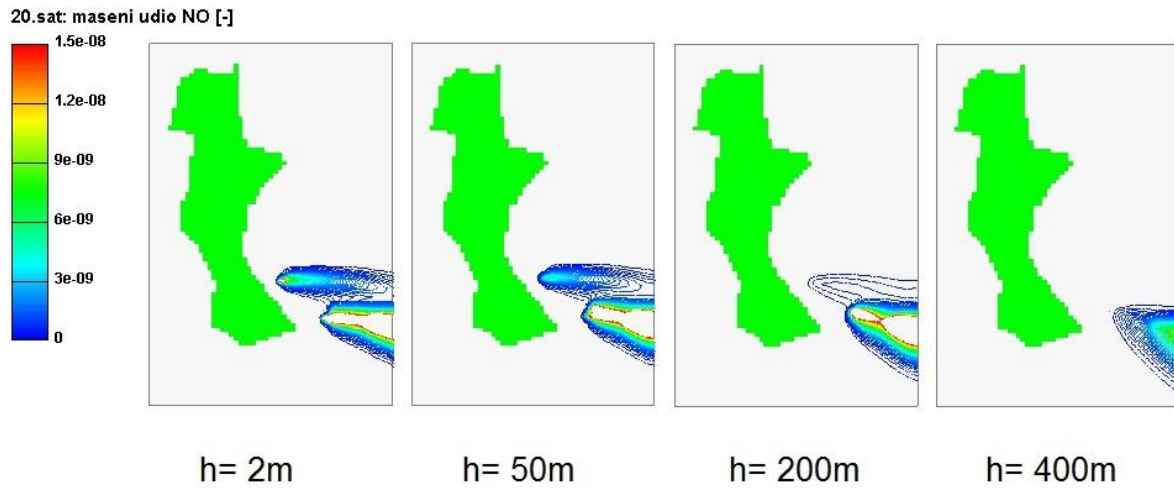 20.sat: maseni udio NO [-]
1.5e-08
1.2e-08
9e-09
6e-09
3e-09
0
h= 2m
h= 50m
h= 200m
h= 400m